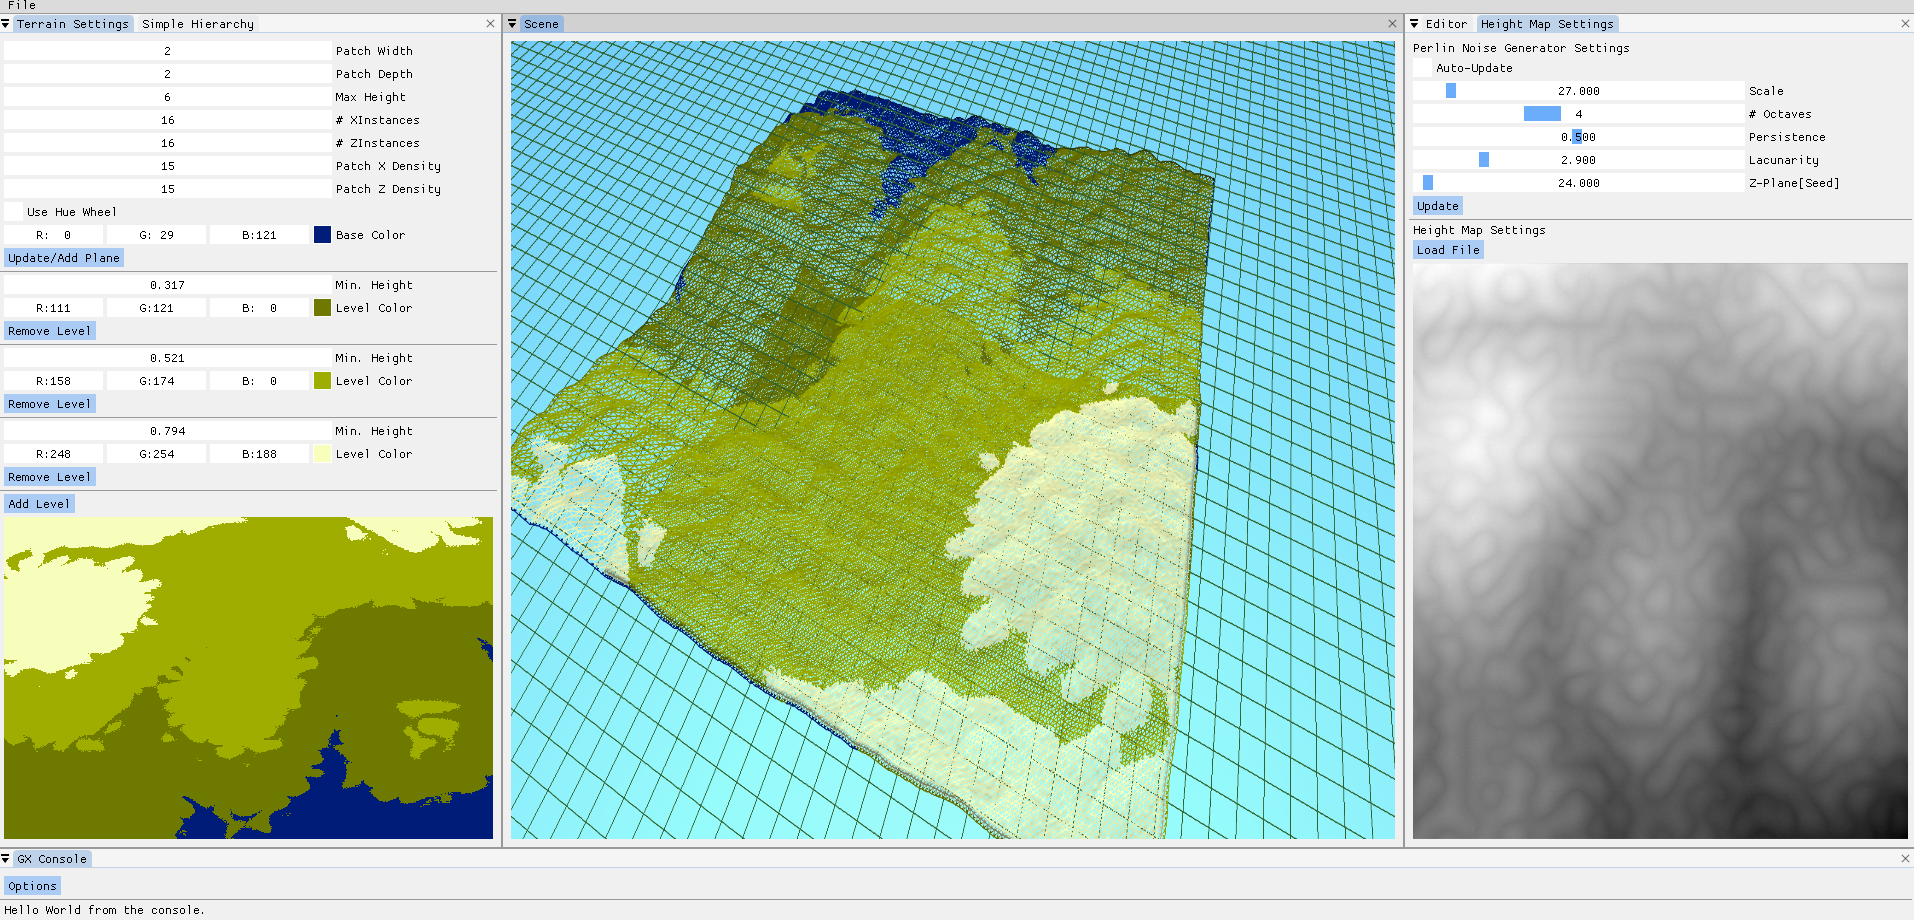 File
Terrain Settings
Simple Hierarchy
2 Patch Width
2 Patch Depth
6 Max Height
16 # XInstances
16 # ZInstances
15 Patch X Density
15 Patch Z Density
Use Hue Wheel
R: 0 G: 29 B:121 Base Color
Update/Add Plane
0.317 Min. Height
R:111 G:121 B: 0 Level Color
Remove Level
0.521 Min. Height
R:158 G:174 B: 0 Level Color
Remove Level
0.794 Min. Height
R:248 G:254 B:188 Level Color
Remove Level
Add Level
Scene
Editor
Height Map Settings
Perlin Noise Generator Settings
Auto-Update
27.000 Scale
4 # Octaves
0.500 Persistence
2.900 Lacunarity
24.000 Z-Plane[Seed]
Update
Height Map Settings
Load File
GX Console
Options
Hello World from the console.